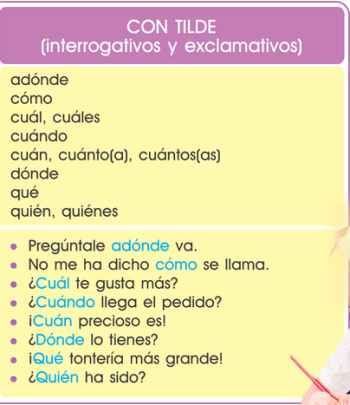 CON TILDE
(interrogativos y exclamativos)
adónde
cómo
cuál, cuáles
cuándo
cuán, cuánto(a), cuántos(as)
dónde
qué
quién, quiénes
• Pregúntale adónde va.
• No me ha dicho cómo se llama.
• ¿Cuál te gusta más?
• ¿Cuándo llega el pedido?
• ¡Cuán precioso es!
• ¿Dónde lo tienes?
• ¡Qué tontería más grande!
• ¿Quién ha sido?